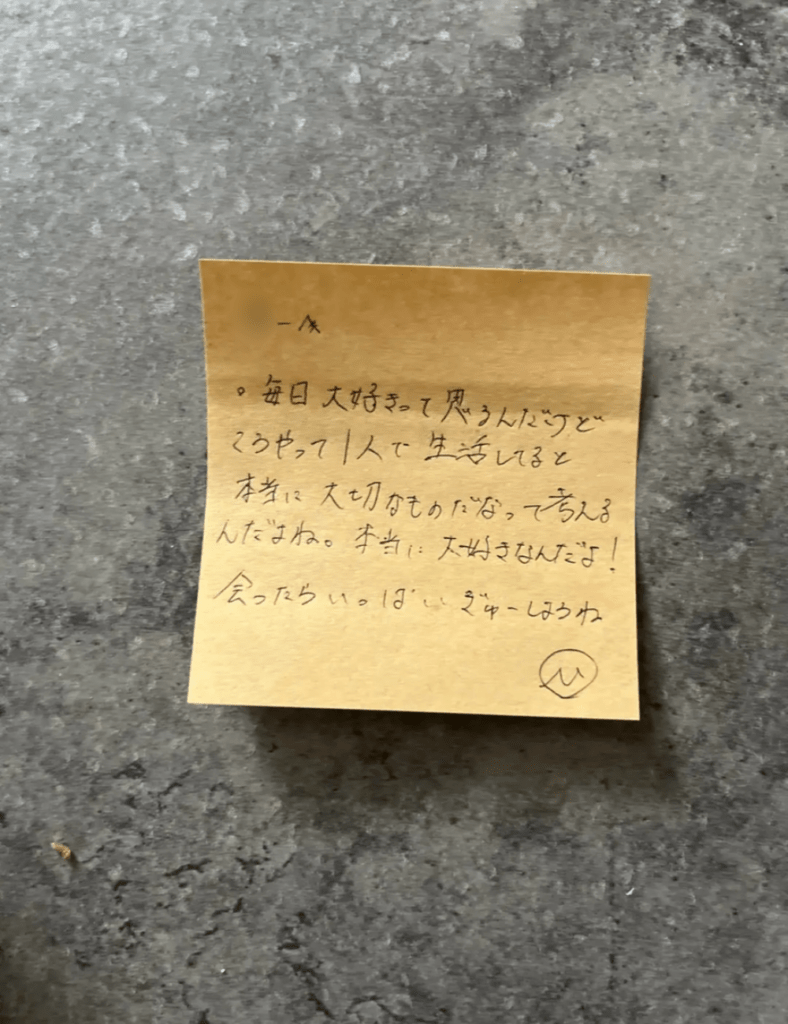 毎日 大好きって思うんだけど
こうやって1人で生活してると
本当に大切なものだなって考える
んだよね。本当に大好きなんだよ!
会ったらいっぱいぎゅーしようね